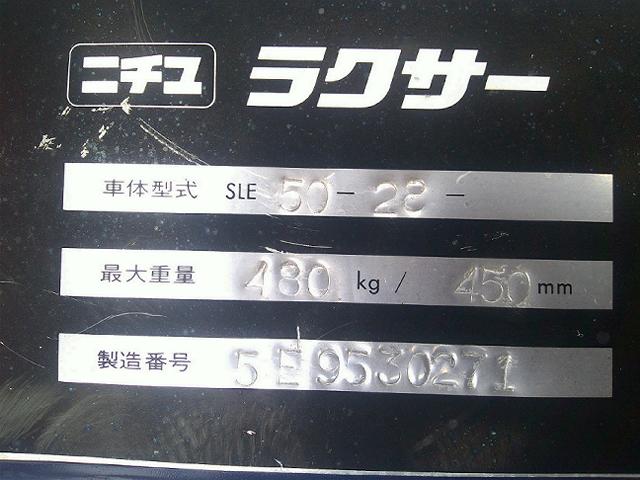 ニチユ ラクサー
車体型式 SLE 50-28-
最大重量 480 kg / 450 mm
製造番号 5E9530271